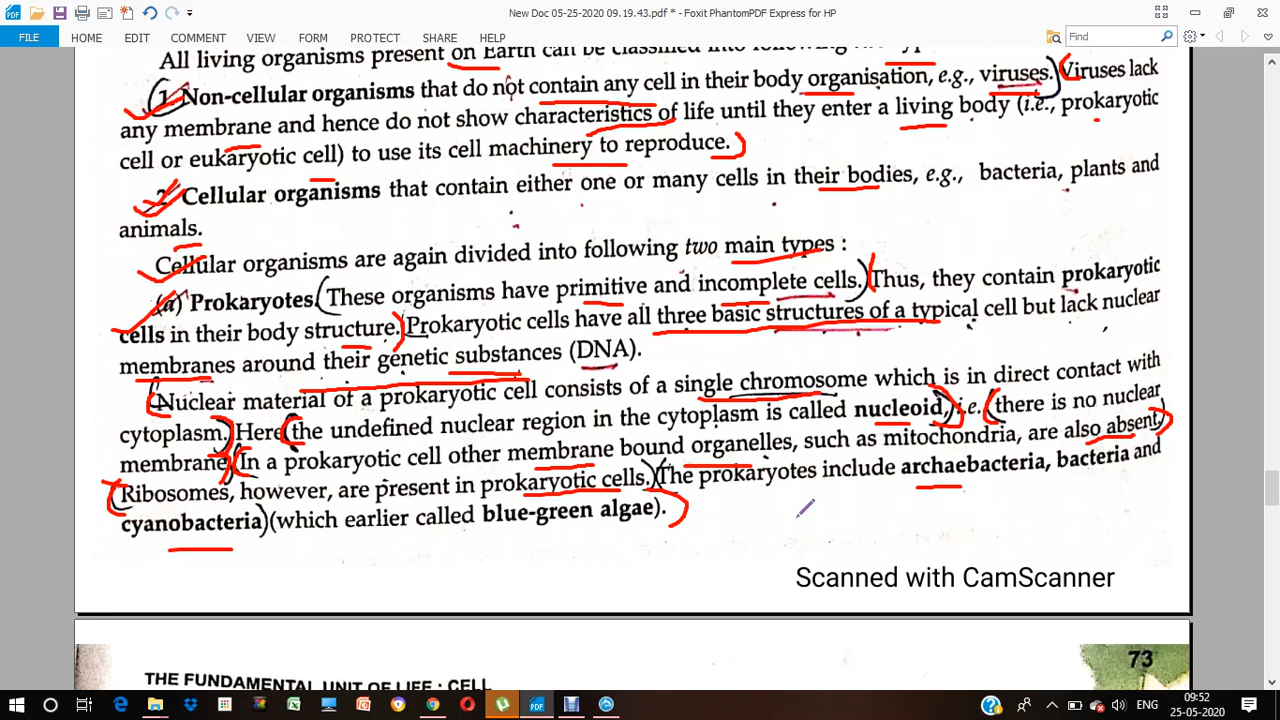 New Doc 05-25-2020 09.19.43.pdf * - Foxit PhantomPDF Express for HP
FILE HOME EDIT COMMENT VIEW FORM PROTECT SHARE HELP Find
All living organisms present on Earth can be classified into following
1. Non-cellular organisms that do not contain any cell in their body organisation, e.g., viruses. Viruses lack
any membrane and hence do not show characteristics of life until they enter a living body (i.e., prokaryotic
cell or eukaryotic cell) to use its cell machinery to reproduce.
2. Cellular organisms that contain either one or many cells in their bodies, e.g., bacteria, plants and
animals.
Cellular organisms are again divided into following two main types :
(a) Prokaryotes. These organisms have primitive and incomplete cells. Thus, they contain prokaryotic
cells in their body structure. Prokaryotic cells have all three basic structures of a typical cell but lack nuclear
membranes around their genetic substances (DNA).
Nuclear material of a prokaryotic cell consists of a single chromosome which is in direct contact with
cytoplasm. Here the undefined nuclear region in the cytoplasm is called nucleoid, i.e. there is no nuclear
membrane. In a prokaryotic cell other membrane bound organelles, such as mitochondria, are also absent.
Ribosomes, however, are present in prokaryotic cells. The prokaryotes include archaebacteria, bacteria and
cyanobacteria (which earlier called blue-green algae).
Scanned with CamScanner
73
THE FUNDAMENTAL UNIT OF LIFE : CELL
ENG
09:52
25-05-2020